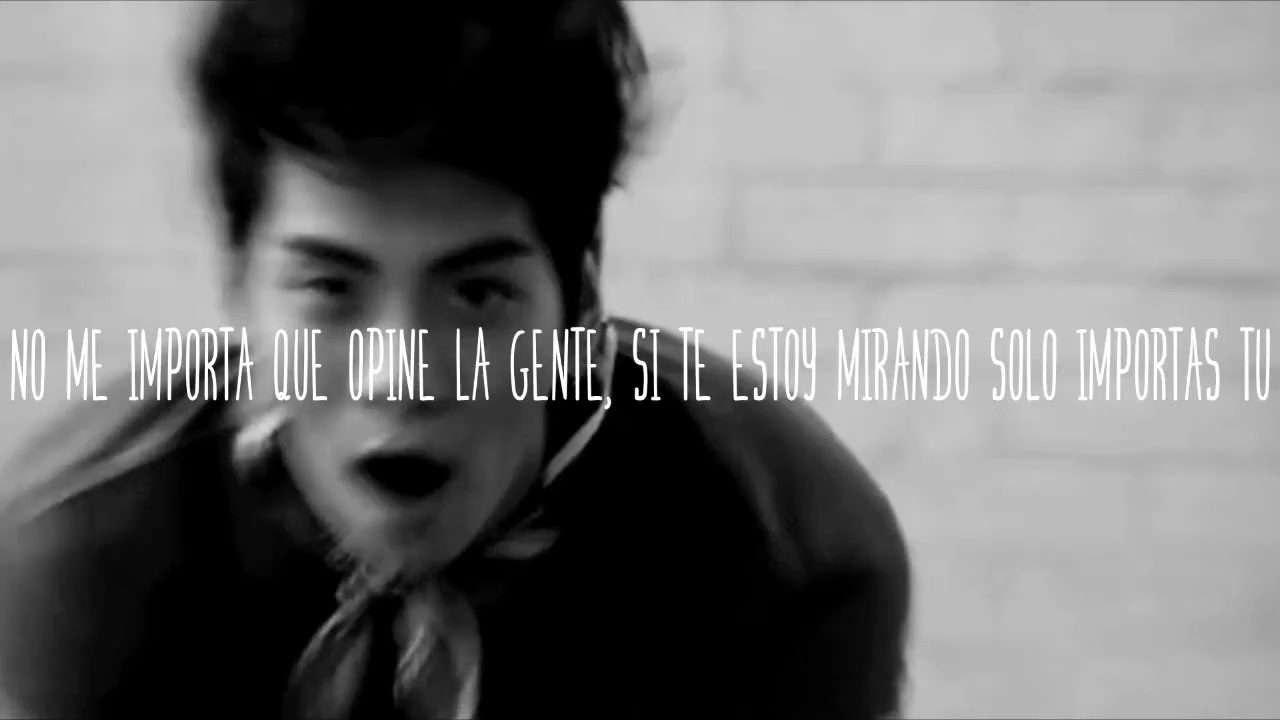 NO ME IMPORTA QUE OPINE LA GENTE, SI TE ESTOY MIRANDO SOLO IMPORTAS TU